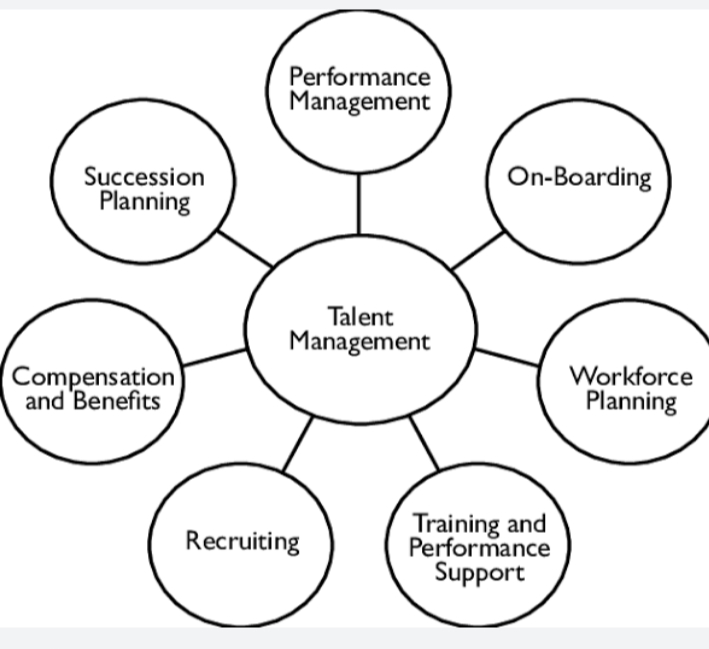 Performance
Management
Succession
Planning
On-Boarding
Talent
Management
Compensation
and Benefits
Workforce
Planning
Recruiting
Training and
Performance
Support